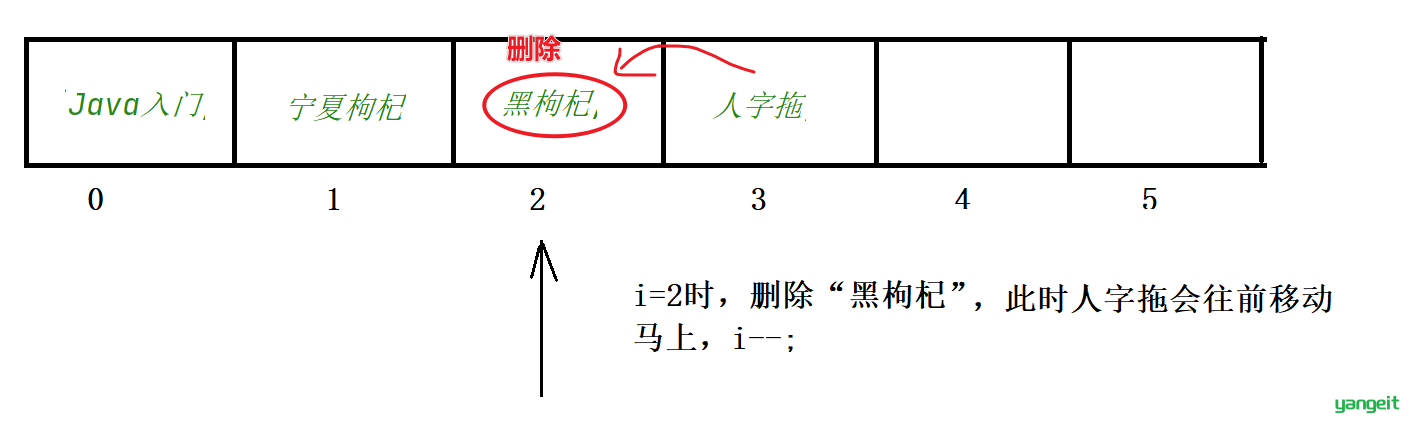 删除
Java入门,
宁夏枸杞
黑枸杞,
人字拖,
0
1
2
3
4
5
i=2时，删除“黑枸杞”，此时人字拖会往前移动
马上，i--;
yangeit